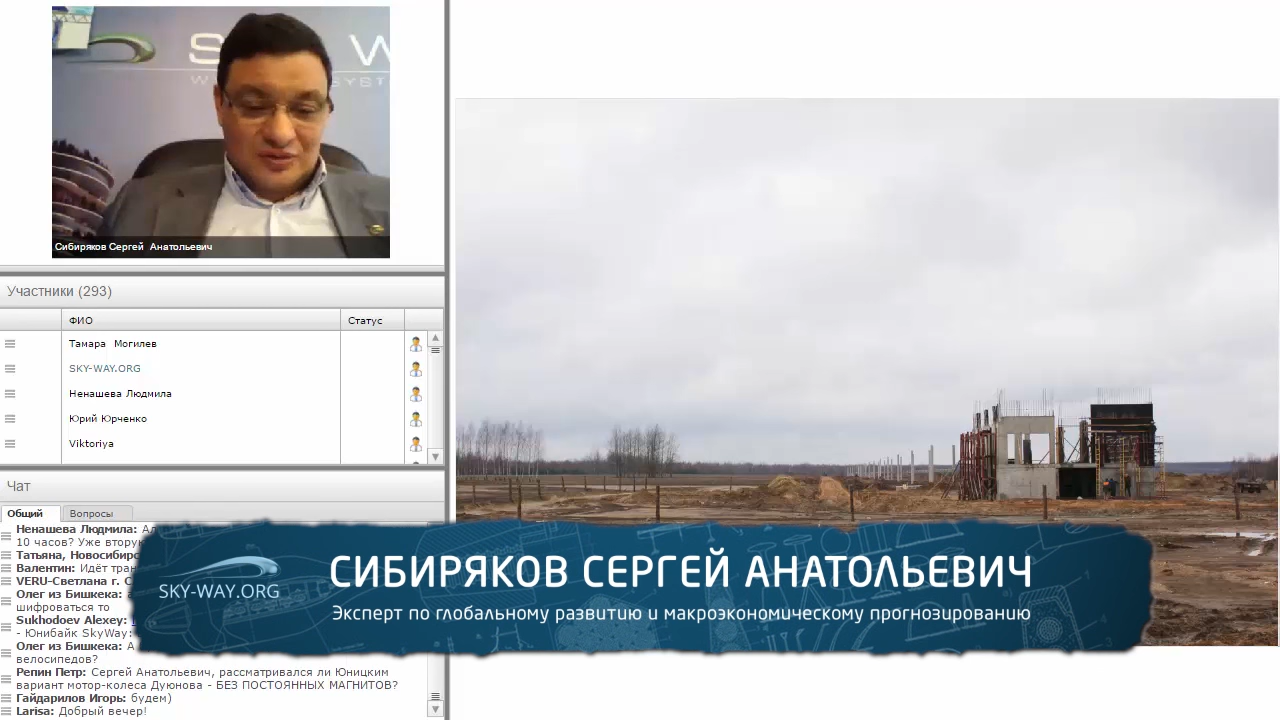 S W
Сибиряков Сергей Анатольевич
Участники (293)
ФИО Статус
Тамара Могилев
SKY-WAY.ORG
Ненашева Людмила
Юрий Юрченко
Viktoriya
Чат
Общий Вопросы
Ненашева Людмила:
10 часов? Уже
Татьяна,
Валентин: Идёт
VERU-Светлана г.
Олег из Бишкека:
шифроваться то
Sukhodoev Alexey:
- Юнибайк SkyWay:
Олег из Бишкека: А
велосипедов?
Репин Петр: Сергей Анатольевич, рассматривался ли Юницким
вариант мотор-колеса Дуюнова - БЕЗ ПОСТОЯННЫХ МАГНИТОВ?
Гайдарилов Игорь: будем)
Larisa: Добрый вечер!
SKY-WAY.ORG
СИБИРЯКОВ СЕРГЕЙ АНАТОЛЬЕВИЧ
Эксперт по глобальному развитию и макроэкономическому прогнозированию